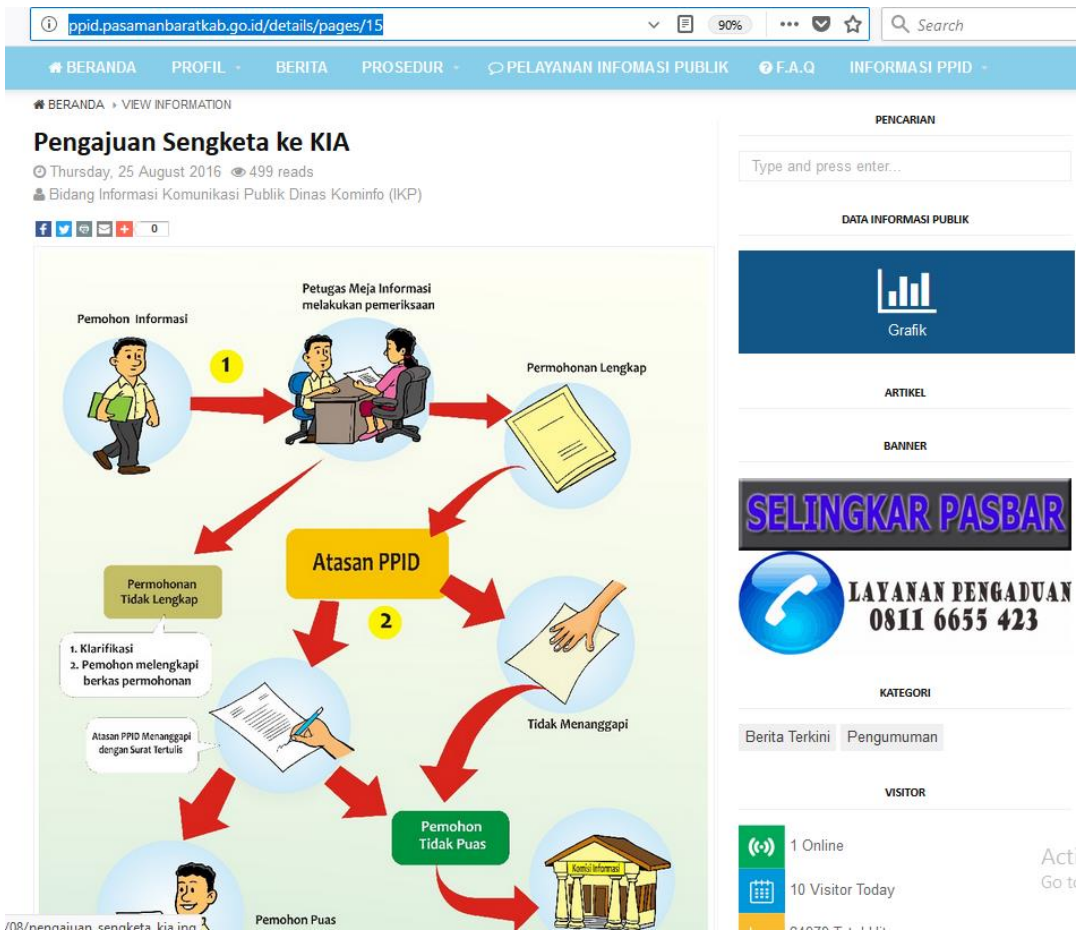 ppid.pasamanbaratkab.go.id/details/pages/15
90%
Search
BERANDA PROFIL BERITA PROSEDUR PELAYANAN INFOMASI PUBLIK F.A.Q INFORMASI PPID
BERANDA VIEW INFORMATION
Pengajuan Sengketa ke KIA
Thursday, 25 August 2016 499 reads
Bidang Informasi Komunikasi Publik Dinas Kominfo (IKP)
0
Pemohon Informasi
1
Petugas Meja Informasi
melakukan pemeriksaan
Permohonan Lengkap
Atasan PPID
2
Permohonan
Tidak Lengkap
1. Klarifikasi
2. Pemohon melengkapi
berkas permohonan
Atasan PPID Menanggapi
dengan Surat Tertulis
Tidak Menanggapi
Pemohon
Tidak Puas
Komisi Informasi
Pemohon Puas
/08/pengajuan_sengketa_kia.jpg
PENCARIAN
Type and press enter...
DATA INFORMASI PUBLIK
Grafik
ARTIKEL
BANNER
SELINGKAR PASBAR
LAYANAN PENGADUAN
0811 6655 423
KATEGORI
Berita Terkini Pengumuman
VISITOR
1 Online
10 Visitor Today
Go to